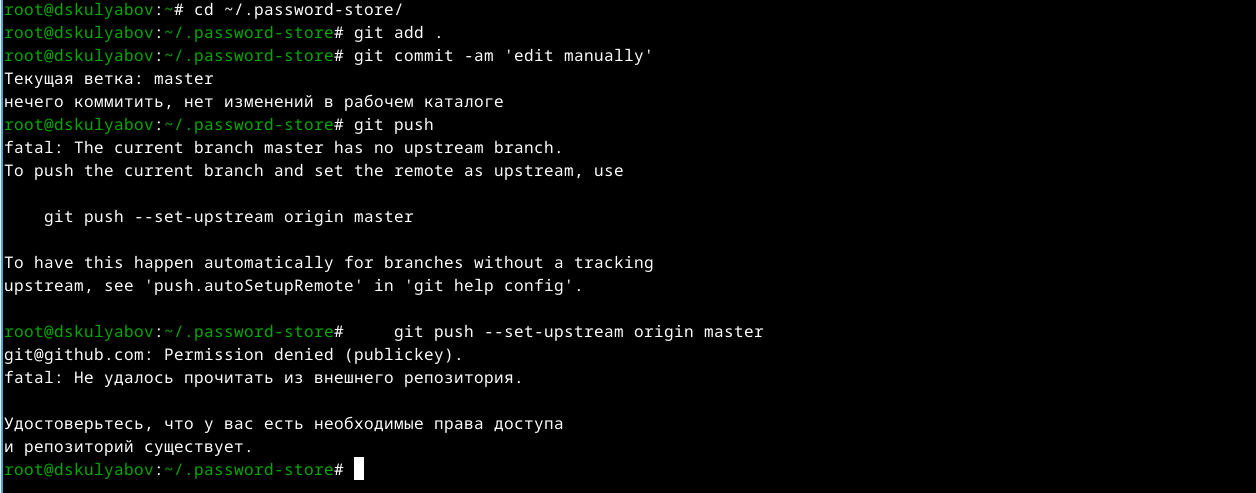 root@dskulyabov:~# cd ~/.password-store/
root@dskulyabov:~/.password-store# git add .
root@dskulyabov:~/.password-store# git commit -am 'edit manually'
Текущая ветка: master
нечего коммитить, нет изменений в рабочем каталоге
root@dskulyabov:~/.password-store# git push
fatal: The current branch master has no upstream branch.
To push the current branch and set the remote as upstream, use
    git push --set-upstream origin master
To have this happen automatically for branches without a tracking
upstream, see 'push.autoSetupRemote' in 'git help config'.
root@dskulyabov:~/.password-store#     git push --set-upstream origin master
git@github.com: Permission denied (publickey).
fatal: Не удалось прочитать из внешнего репозитория.
Удостоверьтесь, что у вас есть необходимые права доступа
и репозиторий существует.
root@dskulyabov:~/.password-store#